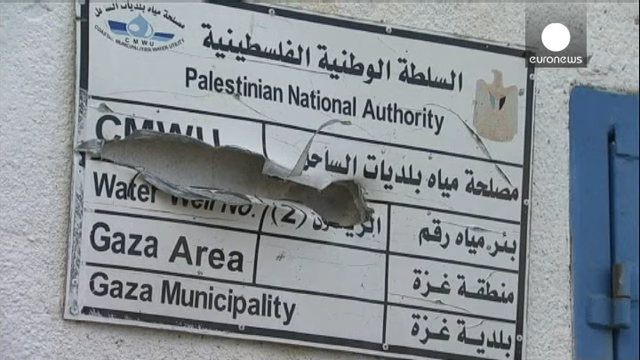 euronews
مصلحة مياه بلديات الساحل
CMWU
COASTAL MUNICIPALITIES WATER UTILITY
السلطة الوطنية الفلسطينية
Palestinian National Authority
CMWU
مصلحة مياه بلديات الساحل
Water Well No. (2)
بئر مياه رقم
Gaza Area
منطقة غزة
Gaza Municipality
بلدية غزة